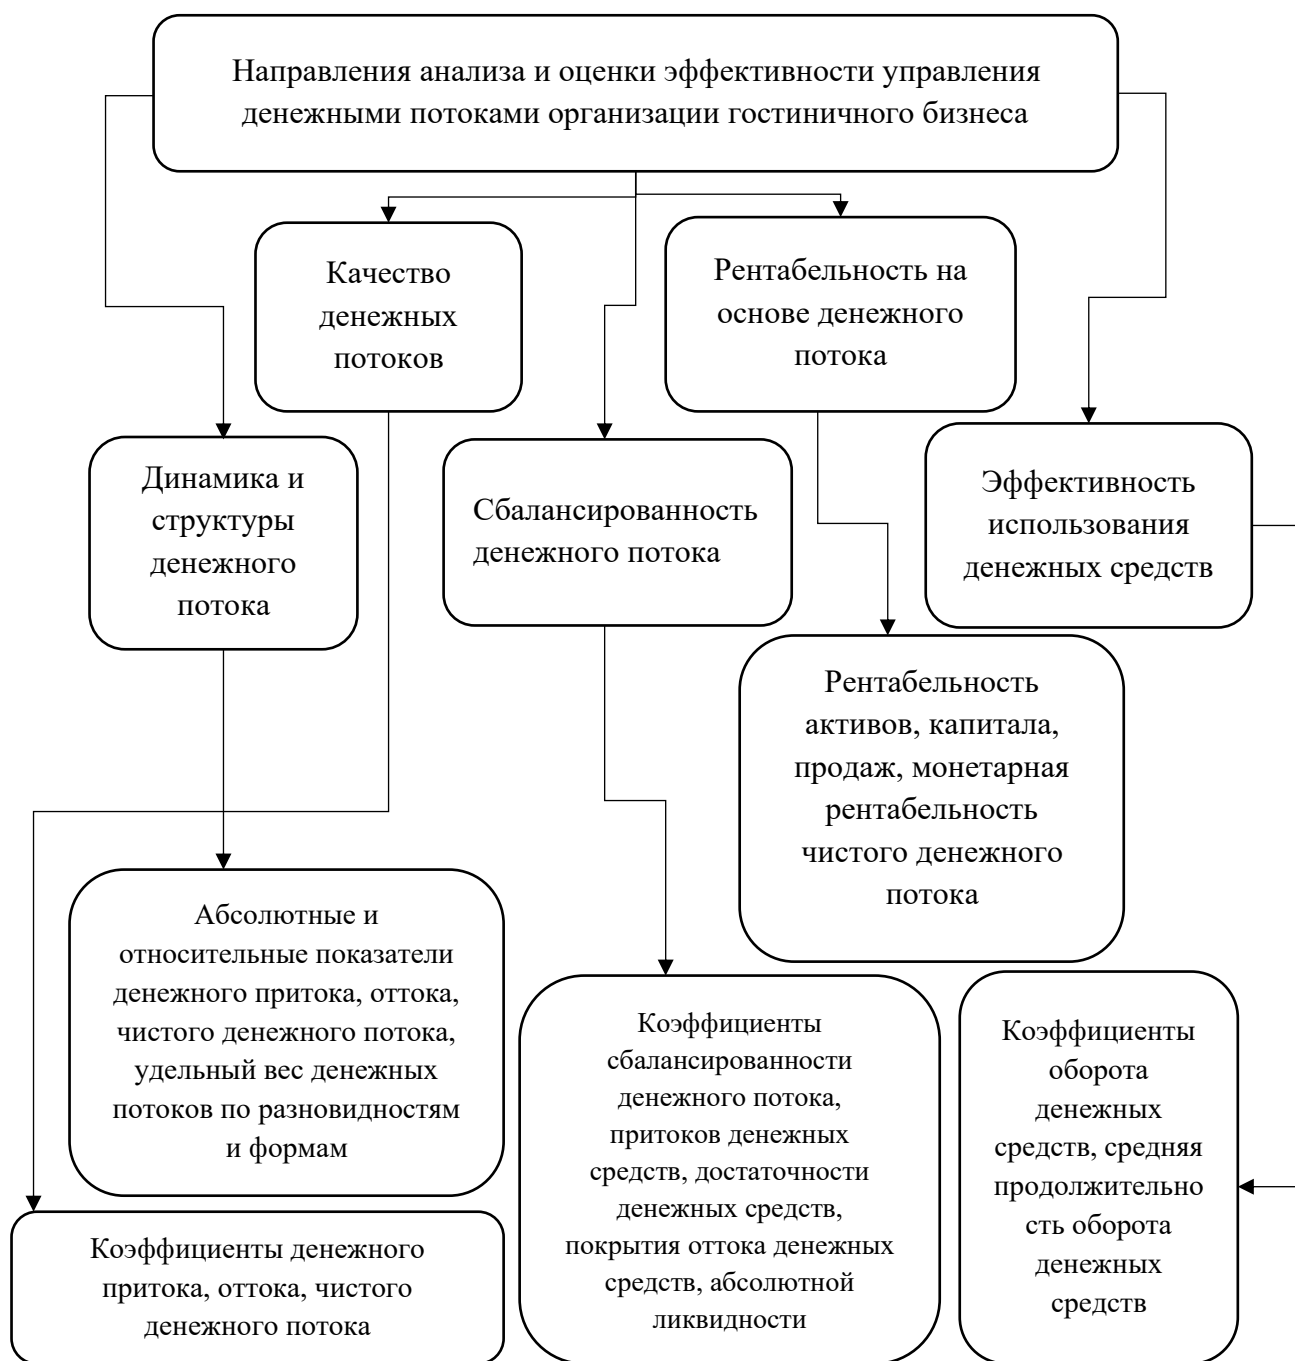 Направления анализа и оценки эффективности управления
денежными потоками организации гостиничного бизнеса
Качество
денежных
потоков
Рентабельность на
основе денежного
потока
Динамика и
структуры
денежного
потока
Сбалансированность
денежного потока
Эффективность
использования
денежных средств
Рентабельность
активов, капитала,
продаж, монетарная
рентабельность
чистого денежного
потока
Абсолютные и
относительные показатели
денежного притока, оттока,
чистого денежного потока,
удельный вес денежных
потоков по разновидностям
и формам
Коэффициенты
сбалансированности
денежного потока,
притоков денежных
средств, достаточности
денежных средств,
покрытия оттока денежных
средств, абсолютной
ликвидности
Коэффициенты
оборота
денежных
средств, средняя
продолжительно
сть оборота
денежных
средств
Коэффициенты денежного
притока, оттока, чистого
денежного потока